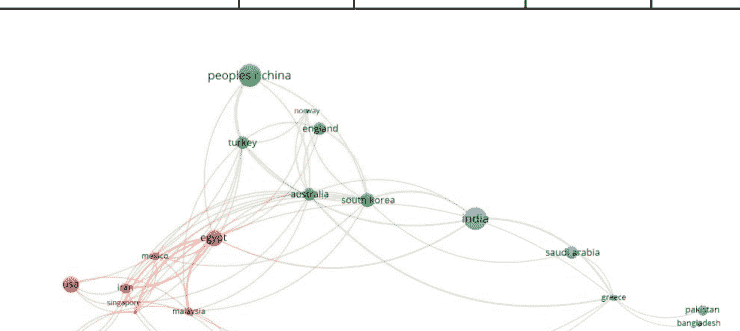 peoples r china
norway
england
turkey
australia
south korea
india
egypt
saudi arabia
mexico
usa
iran
greece
singapore
malaysia
pakistan
bangladesh